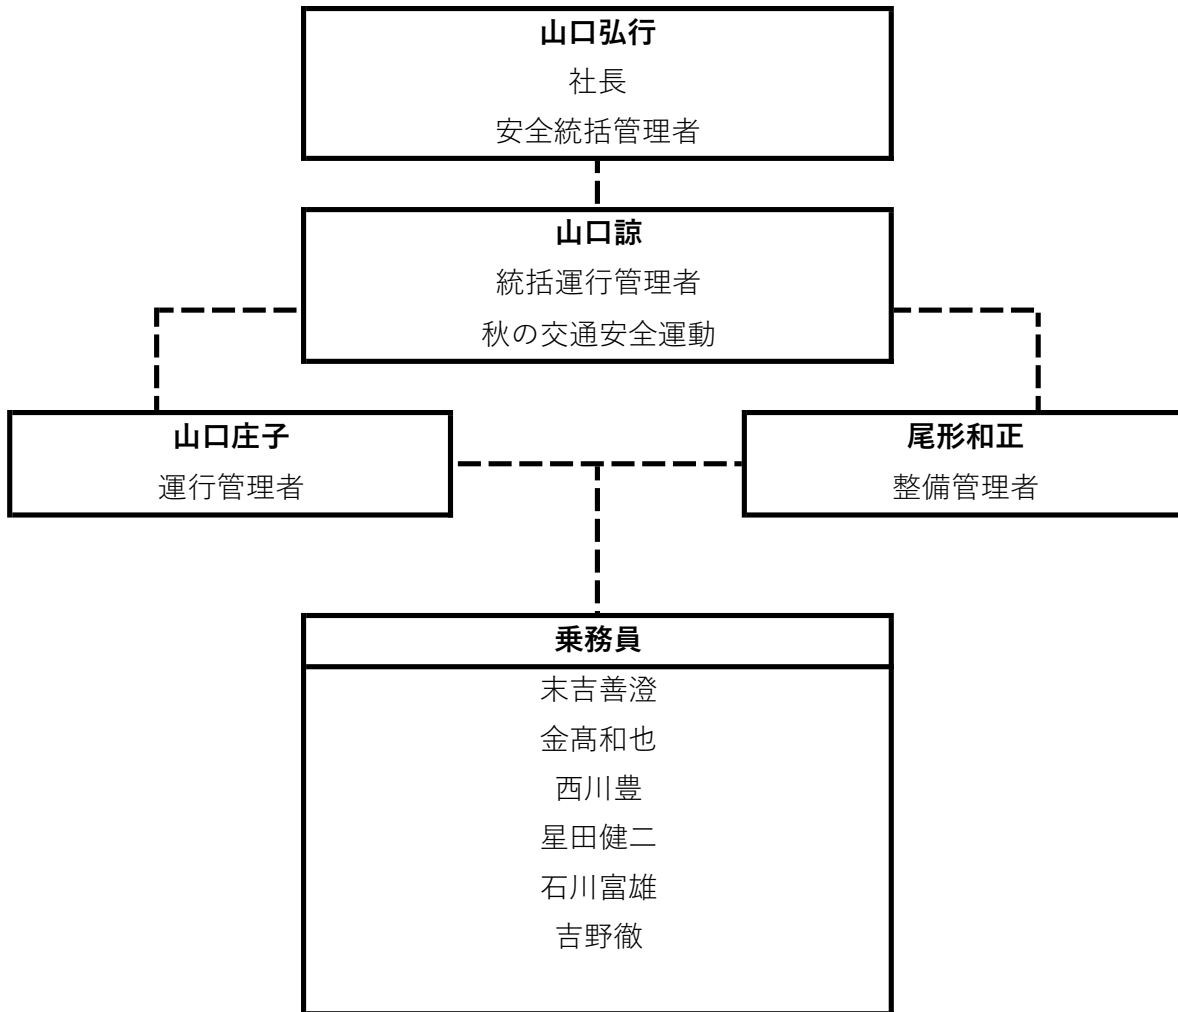 山口弘行
社長
安全統括管理者
山口諒
統括運行管理者
秋の交通安全運動
山口庄子
運行管理者
尾形和正
整備管理者
乗務員
末吉善澄
金髙和也
西川豊
星田健二
石川富雄
吉野徹